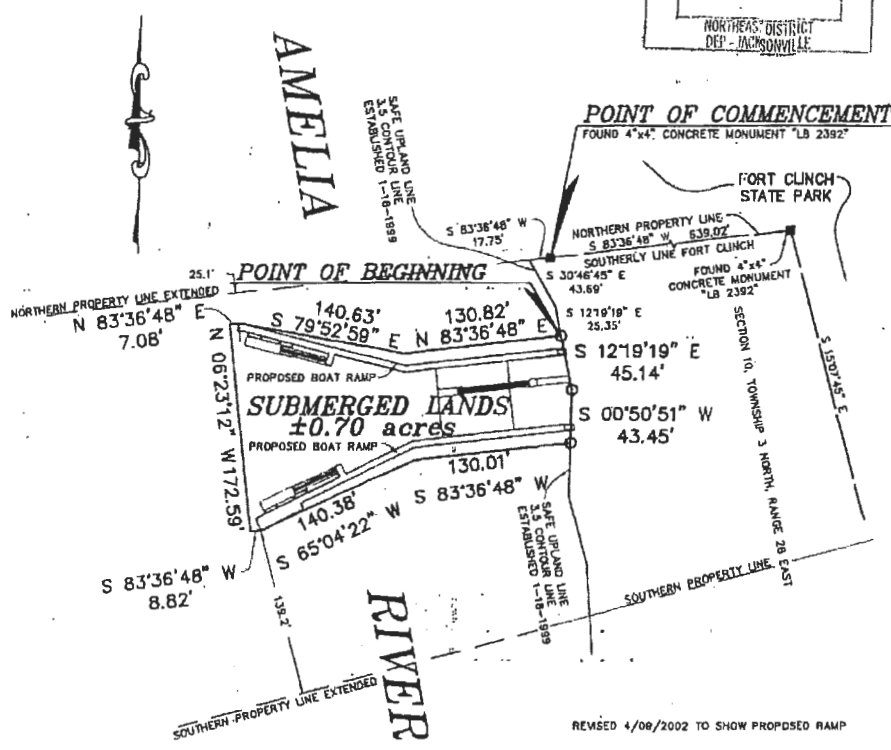 NORTHEAST DISTRICT
DEP - JACKSONVILLE
AMELIA
SAFE UPLAND LINE
3.5 CONTOUR LINE
ESTABLISHED 1-18-1999
POINT OF COMMENCEMENT
FOUND 4"x4" CONCRETE MONUMENT "LB 2392"
FORT CLINCH
STATE PARK
S 83°36'48" W
17.75'
NORTHERN PROPERTY LINE
S 83°36'48" W 639.02'
SOUTHERLY LINE FORT CLINCH
S 30°46'45" E
43.69'
FOUND 4"x4"
CONCRETE MONUMENT
"LB 2392"
25.1'
POINT OF BEGINNING
NORTHERN PROPERTY LINE EXTENDED
N 83°36'48" E
7.08'
140.63'
S 79°52'59" E
130.82'
N 83°36'48" E
S 12°19'19" E
25.35'
S 12°19'19" E
45.14'
N 06°23'12" W 172.59'
PROPOSED BOAT RAMP
SUBMERGED LANDS
±0.70 acres
PROPOSED BOAT RAMP
S 00°50'51" W
43.45'
SECTION 10, TOWNSHIP 3 NORTH, RANGE 28 EAST
S 15°07'45" E
130.01'
S 83°36'48" W
140.38'
S 65°04'22" W
SAFE UPLAND LINE
3.5 CONTOUR LINE
ESTABLISHED 1-18-1999
S 83°36'48" W
8.82'
139.2'
RIVER
SOUTHERN PROPERTY LINE
SOUTHERN PROPERTY LINE EXTENDED
REVISED 4/08/2002 TO SHOW PROPOSED RAMP